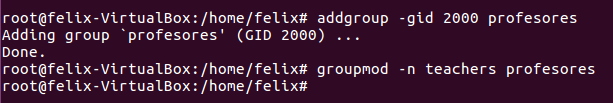 root@felix-VirtualBox:/home/felix# addgroup -gid 2000 profesores
Adding group `profesores' (GID 2000) ...
Done.
root@felix-VirtualBox:/home/felix# groupmod -n teachers profesores
root@felix-VirtualBox:/home/felix#